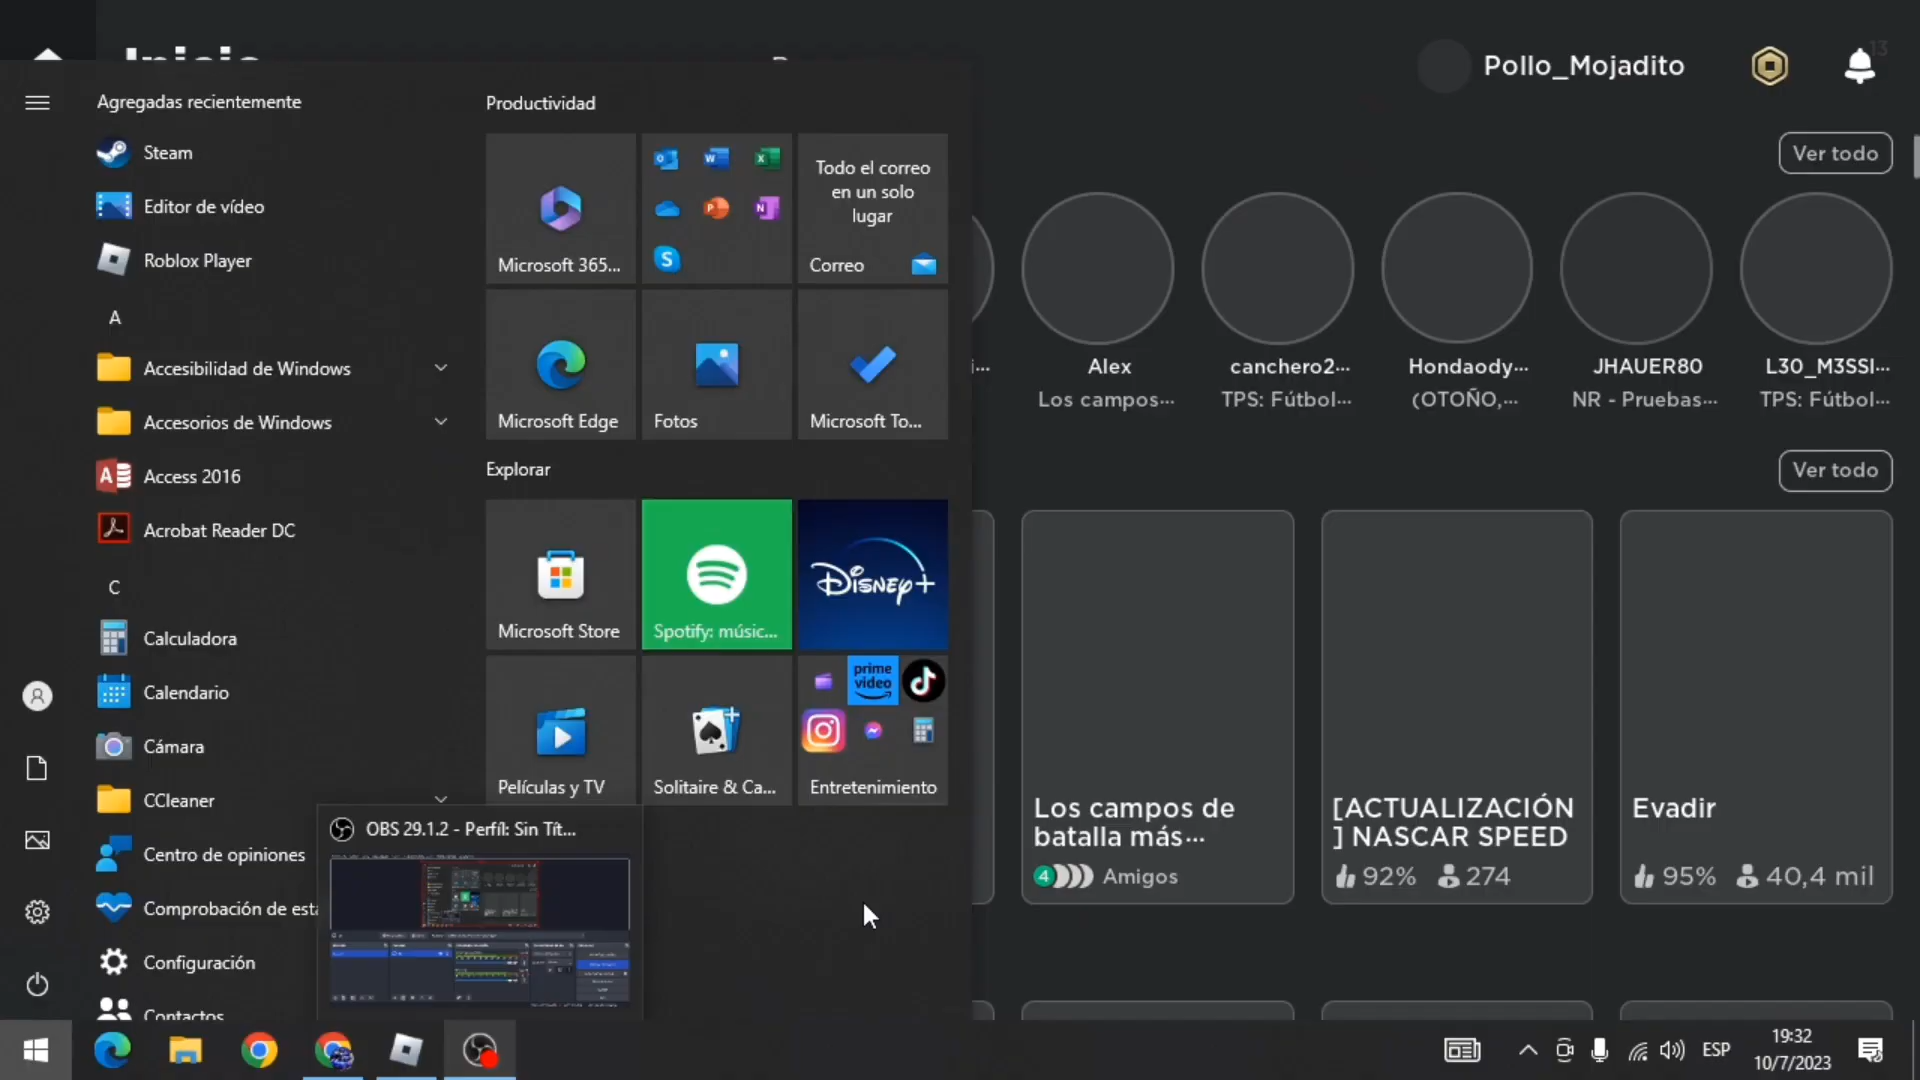 Inicio
Pollo_Mojadito
13
Agregadas recientemente
Steam
Editor de vídeo
Roblox Player
A
Accesibilidad de Windows
Accesorios de Windows
Access 2016
Acrobat Reader DC
C
Calculadora
Calendario
Cámara
CCleaner
Centro de opiniones
Comprobación de esta
Configuración
Contactos
Productividad
Microsoft 365...
Todo el correo
en un solo
lugar
Correo
Microsoft Edge
Fotos
Microsoft To...
Explorar
Microsoft Store
Spotify: músic...
Disney+
Películas y TV
Solitaire & Ca...
prime
video
Entretenimiento
OBS 29.1.2 - Perfil: Sin Tít...
Ver todo
Alex
Los campos...
canchero2...
TPS: Fútbol...
Hondaody...
(OTOÑO,...
JHAUER80
NR - Pruebas...
L30_M3SSI...
TPS: Fútbol...
Ver todo
Los campos de
batalla más...
4 Amigos
[ACTUALIZACIÓN
] NASCAR SPEED
92% 274
Evadir
95% 40,4 mil
ESP
19:32
10/7/2023